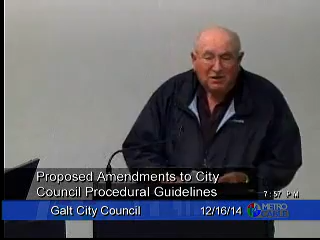 Proposed Amendments to City
Council Procedural Guidelines
7:57 PM
Galt City Council
12/16/14
METRO
CABLE